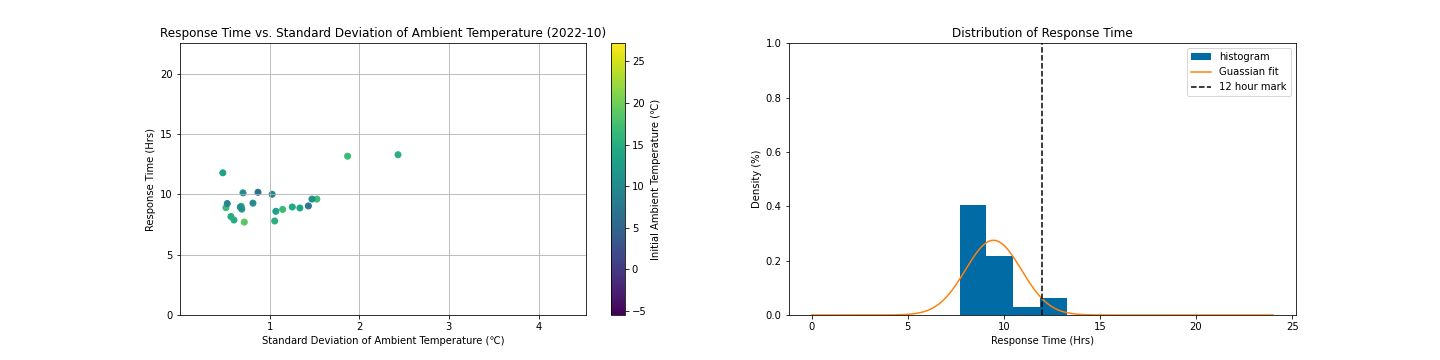 Response Time vs. Standard Deviation of Ambient Temperature (2022-10)
20
15
10
5
0
Response Time (Hrs)
1
2
3
4
Standard Deviation of Ambient Temperature (℃)
25
20
15
10
5
0
−5
Initial Ambient Temperature (℃)
Distribution of Response Time
1.0
0.8
0.6
0.4
0.2
0.0
Density (%)
histogram
Guassian fit
12 hour mark
0
5
10
15
20
25
Response Time (Hrs)